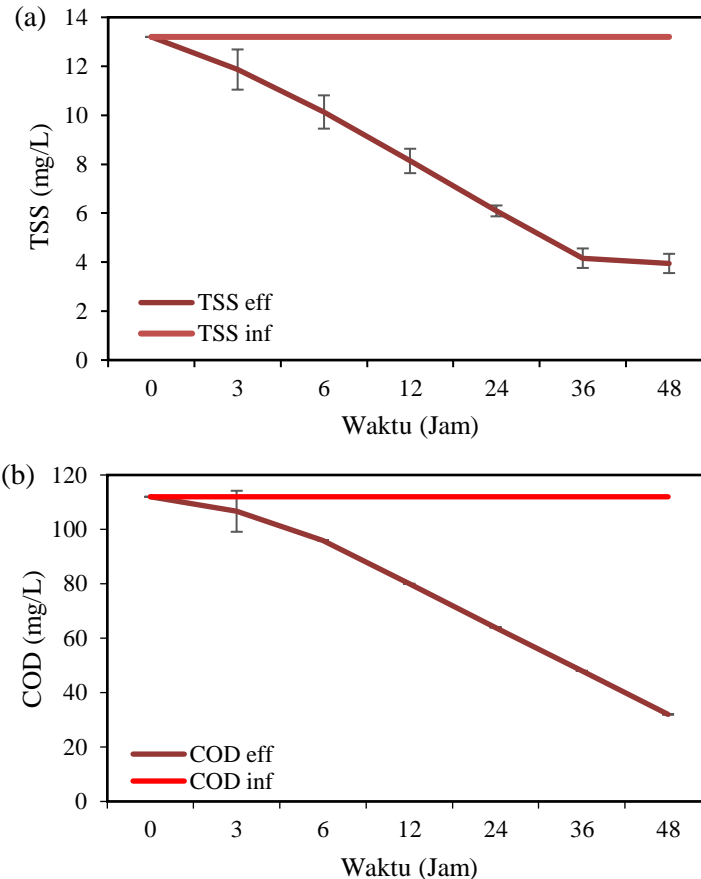 (a)
14
12
10
8
6
4
2
0
TSS (mg/L)
TSS eff
TSS inf
0 3 6 12 24 36 48
Waktu (Jam)
(b)
120
100
80
60
40
20
0
COD (mg/L)
COD eff
COD inf
0 3 6 12 24 36 48
Waktu (Jam)